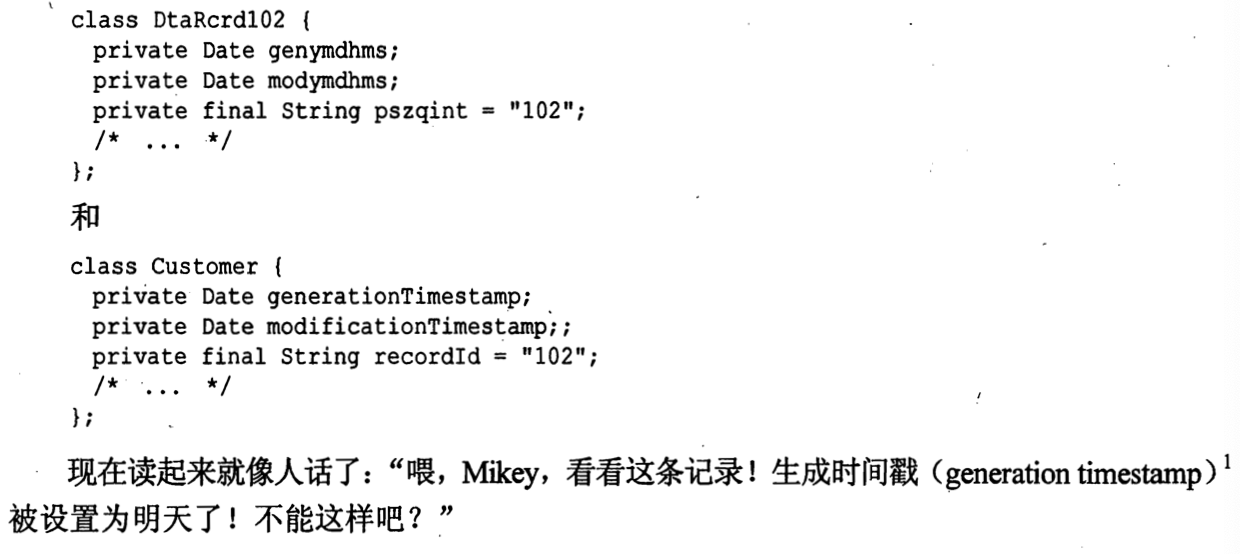 class DtaRcrd102 {
private Date genymdhms;
private Date modymdhms;
private final String pszqint = "102";
/* ... */
};
和
class Customer {
private Date generationTimestamp;
private Date modificationTimestamp;;
private final String recordId = "102";
/* ... */
};
现在读起来就像人话了：“喂，Mikey，看看这条记录！生成时间戳（generation timestamp）1
被设置为明天了！不能这样吧？”